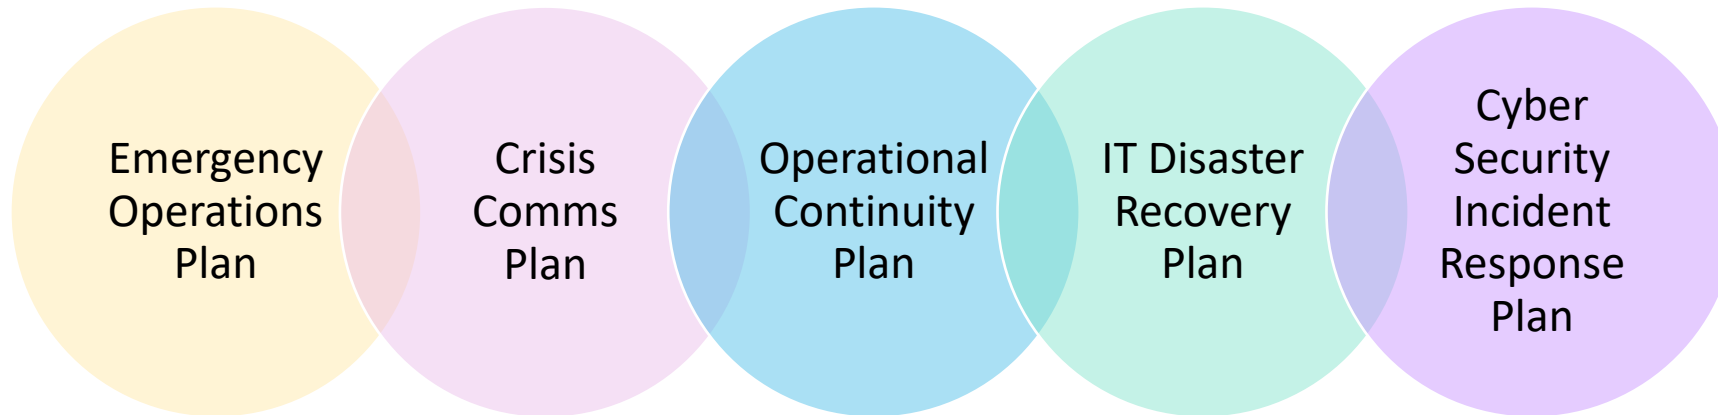 Emergency
Operations
Plan
Crisis
Comms
Plan
Operational
Continuity
Plan
IT Disaster
Recovery
Plan
Cyber
Security
Incident
Response
Plan